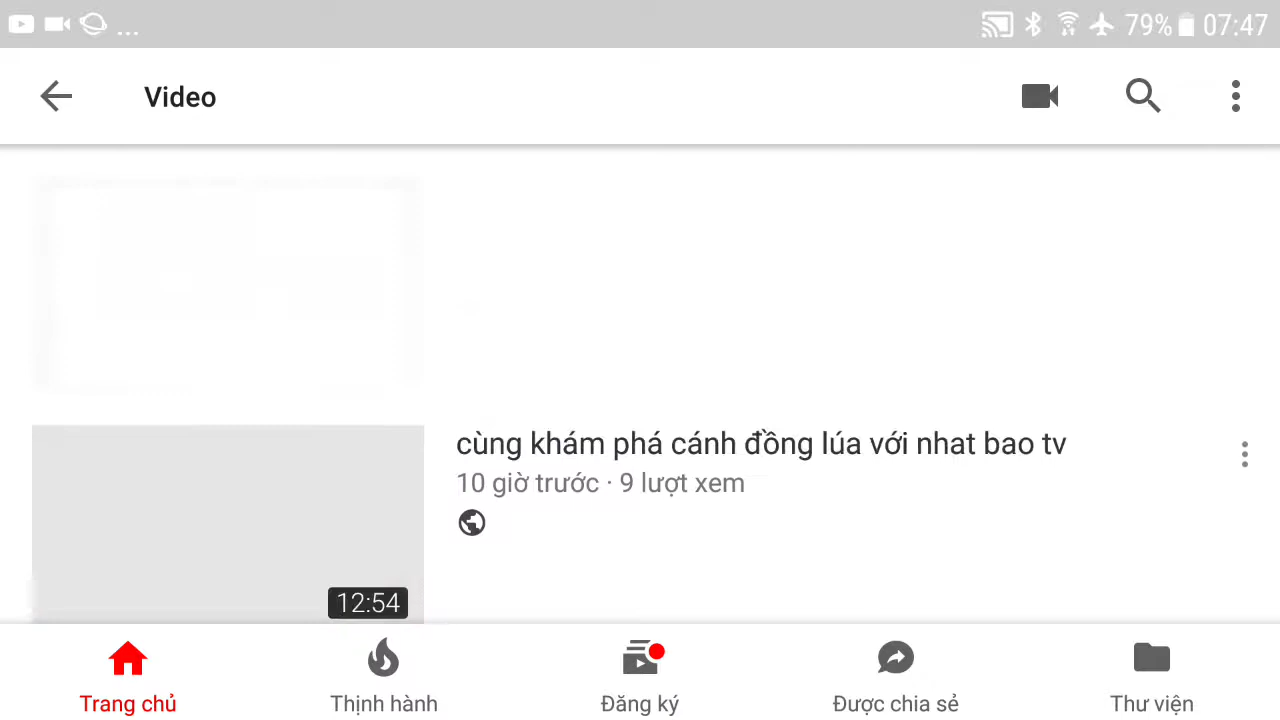 ... 79% 07:47
Video
cùng khám phá cánh đồng lúa với nhat bao tv
10 giờ trước · 9 lượt xem
12:54
Trang chủ Thịnh hành Đăng ký Được chia sẻ Thư viện